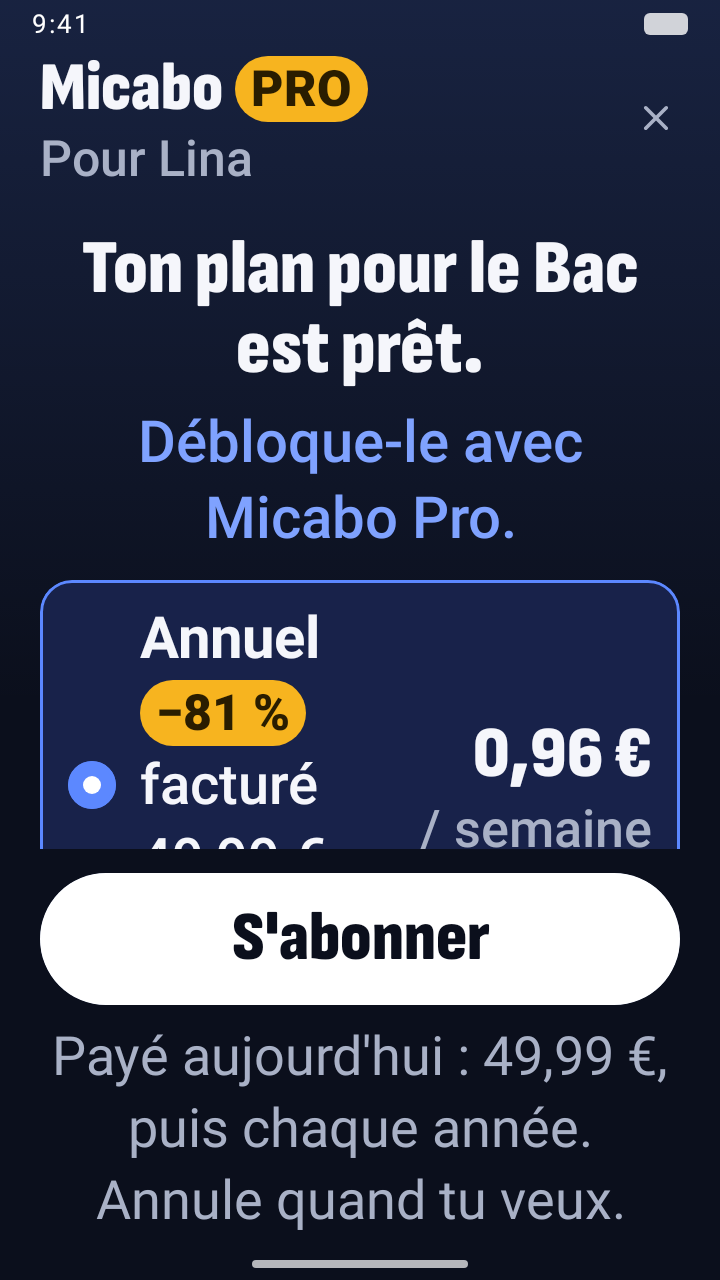 9:41
Micabo PRO
Pour Lina
Ton plan pour le Bac
est prêt.
Débloque-le avec
Micabo Pro.
Annuel
−81 %
facturé
0,96 €
/ semaine
S'abonner
Payé aujourd'hui : 49,99 €,
puis chaque année.
Annule quand tu veux.